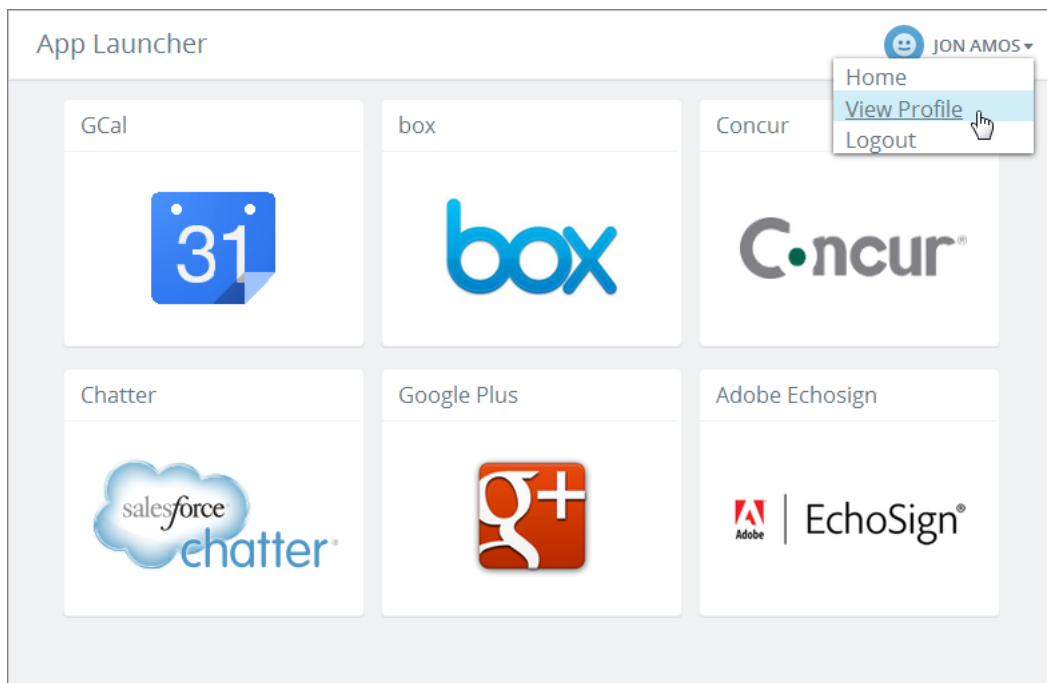 App Launcher
JON AMOS
Home
View Profile
Logout
GCal
box
Concur
31
box
Concur®
Chatter
Google Plus
Adobe Echosign
salesforce
chatter
g+
Adobe
EchoSign®